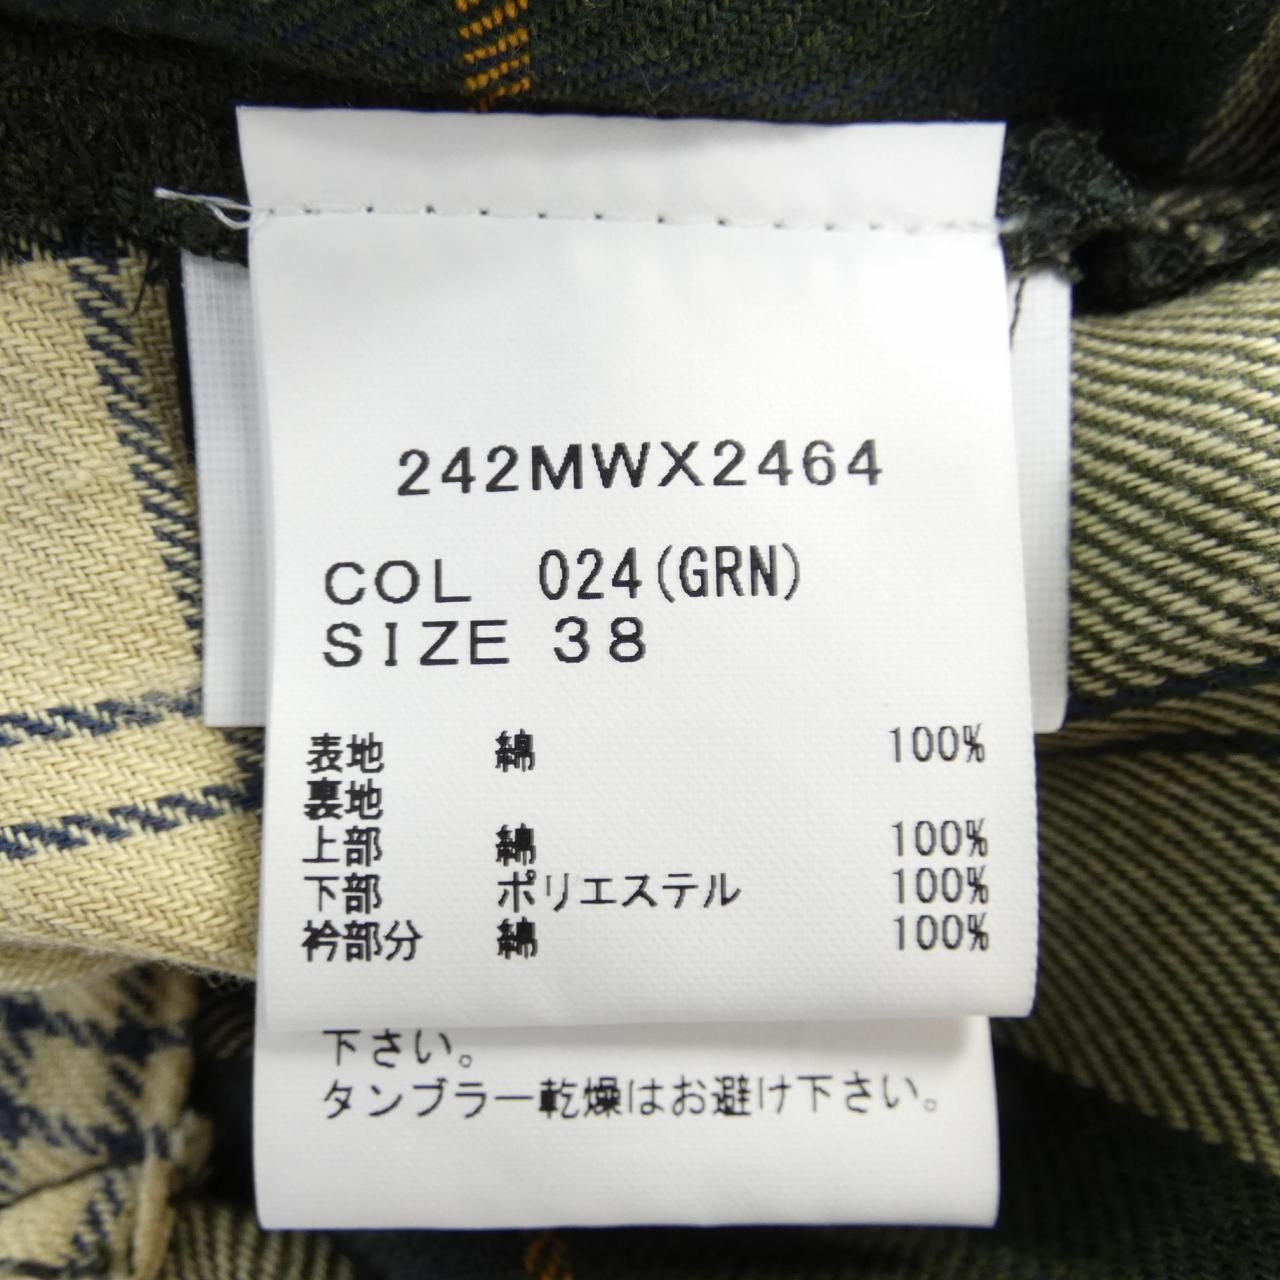 242MWX2464
COL 024(GRN)
SIZE 38
表地 綿 100%
裏地
上部 綿 100%
下部 ポリエステル 100%
衿部分 綿 100%
下さい。
タンブラー乾燥はお避け下さい。